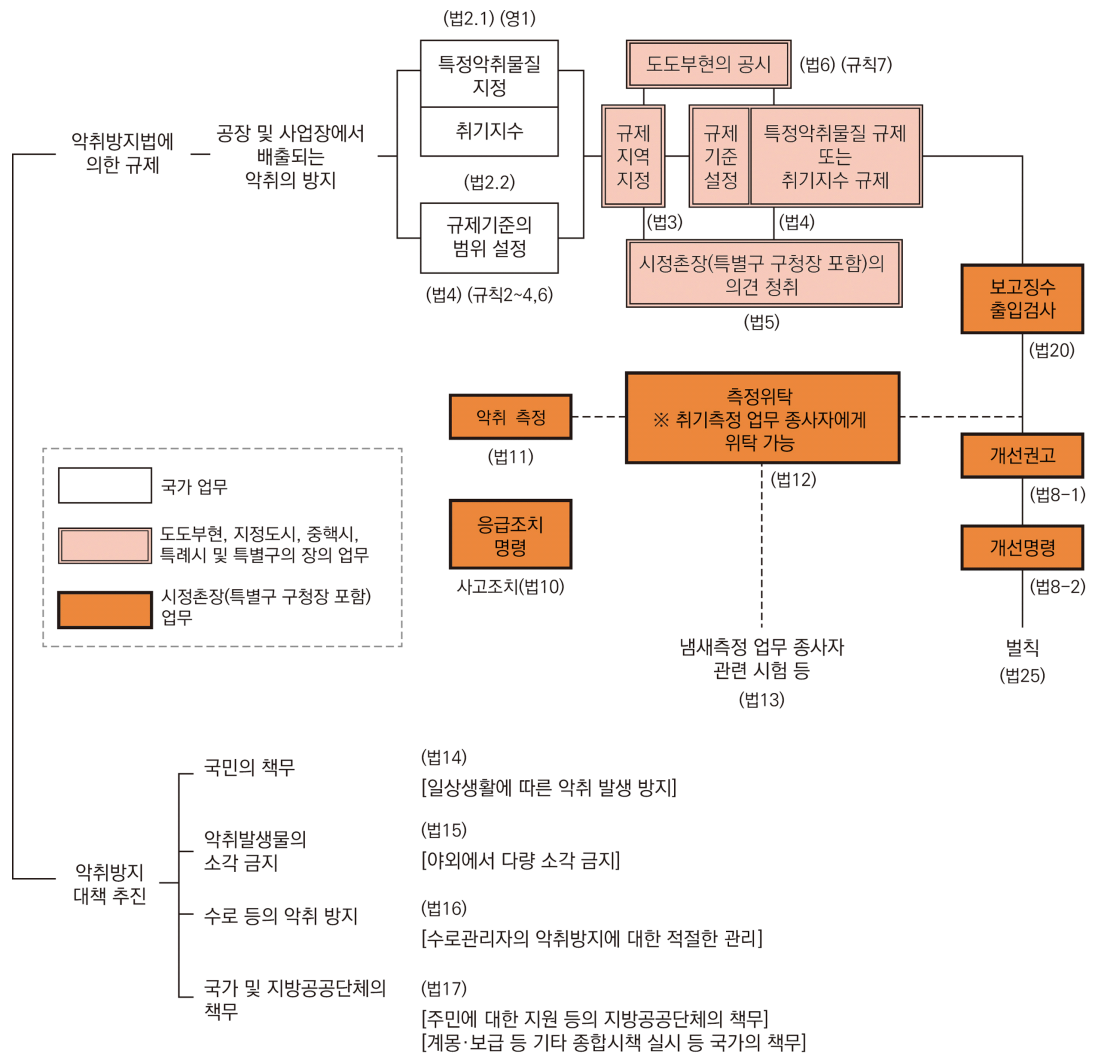 (법2.1) (영1)
특정악취물질
지정
취기지수
(법2.2)
규제기준의
범위 설정
(법4) (규칙2~4,6)
악취방지법에
의한 규제
공장 및 사업장에서
배출되는
악취의 방지
도도부현의 공시
(법6) (규칙7)
규제
지역
지정
규제
기준
설정
특정악취물질 규제
또는
취기지수 규제
(법3)
(법4)
시정촌장(특별구 구청장 포함)의
의견 청취
(법5)
보고징수
출입검사
(법20)
악취 측정
(법11)
측정위탁
※ 취기측정 업무 종사자에게
위탁 가능
(법12)
개선권고
(법8-1)
응급조치
명령
사고조치(법10)
개선명령
(법8-2)
국가 업무
도도부현, 지정도시, 중핵시,
특례시 및 특별구의 장의 업무
시정촌장(특별구 구청장 포함)
업무
냄새측정 업무 종사자
관련 시험 등
(법13)
벌칙
(법25)
악취방지
대책 추진
국민의 책무
(법14)
[일상생활에 따른 악취 발생 방지]
악취발생물의
소각 금지
(법15)
[야외에서 다량 소각 금지]
수로 등의 악취 방지
(법16)
[수로관리자의 악취방지에 대한 적절한 관리]
국가 및 지방공공단체의
책무
(법17)
[주민에 대한 지원 등의 지방공공단체의 책무]
[계몽·보급 등 기타 종합시책 실시 등 국가의 책무]